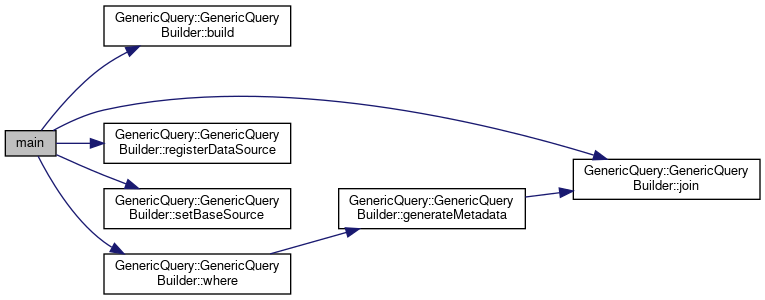 GenericQuery::GenericQuery
Builder::build
main
GenericQuery::GenericQuery
Builder::registerDataSource
GenericQuery::GenericQuery
Builder::setBaseSource
GenericQuery::GenericQuery
Builder::where
GenericQuery::GenericQuery
Builder::generateMetadata
GenericQuery::GenericQuery
Builder::join